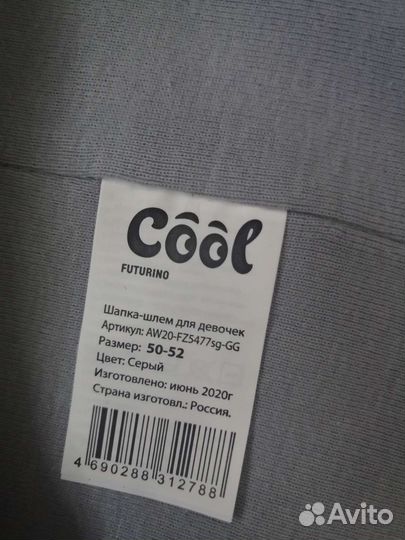 Cool
FUTURINO
Шапка-шлем для девочек
Артикул: AW20-FZ5477sg-GG
Размер: 50-52
Цвет: Серый
Изготовлено: июнь 2020г
Страна изготовл.: Россия.
4 690288 312788
Avito